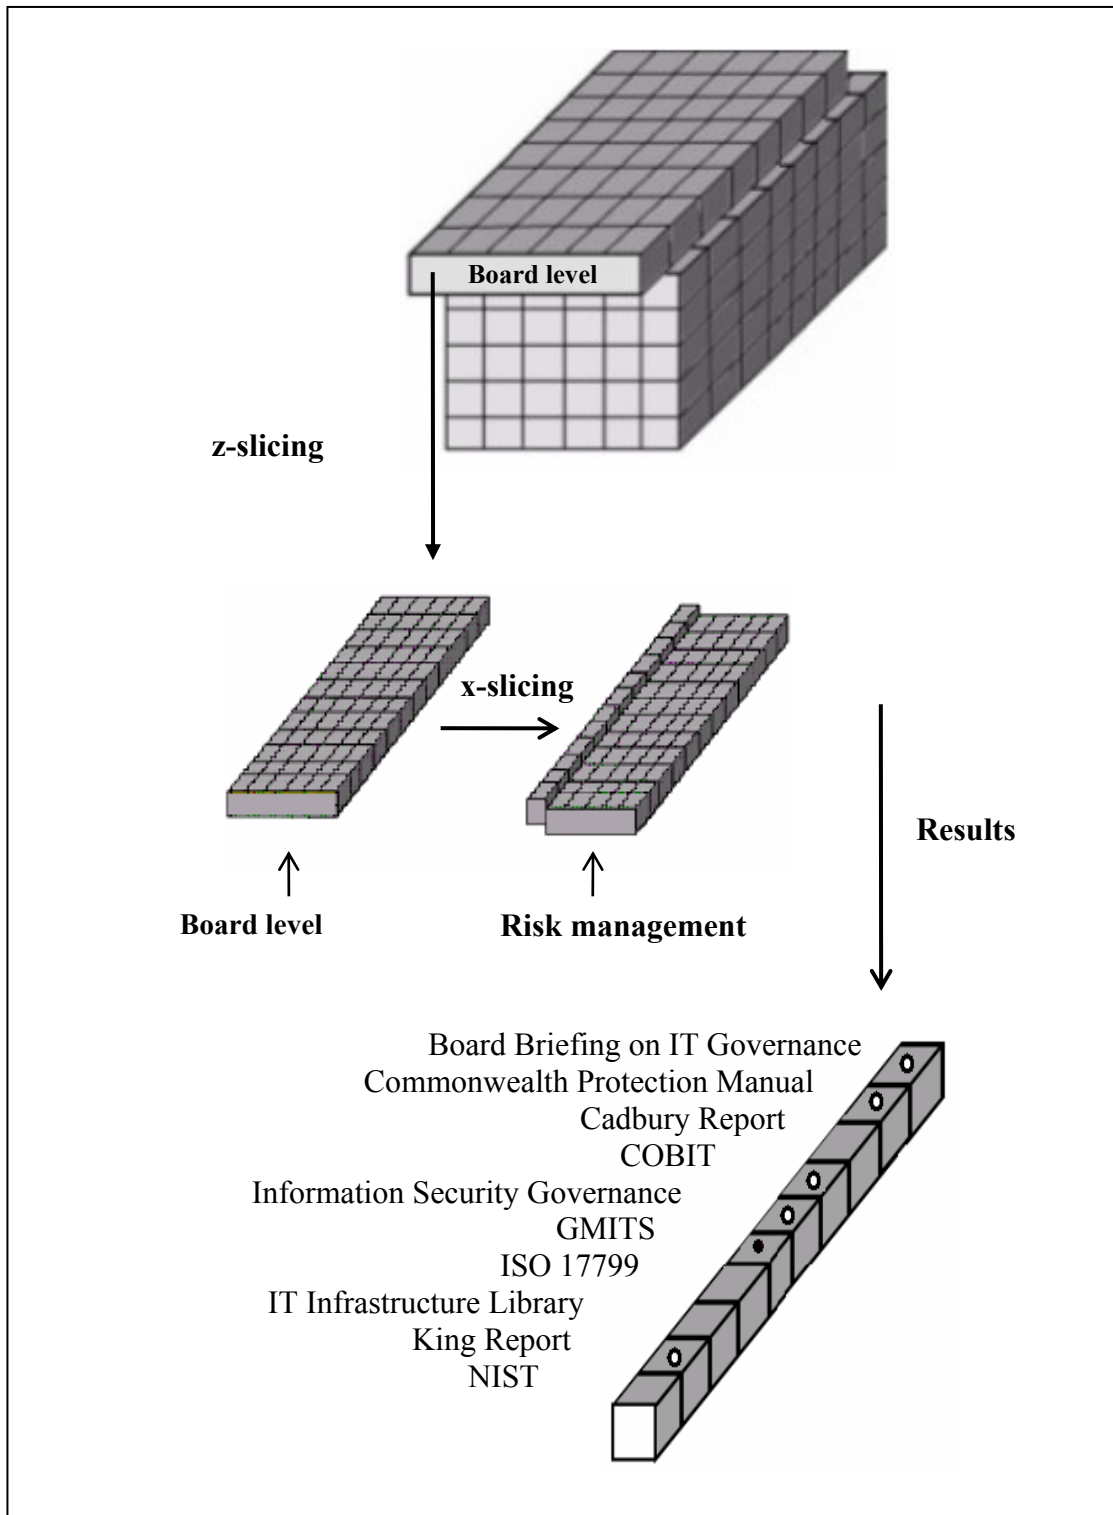 Board level
z-slicing
x-slicing
Results
Board level
Risk management
Board Briefing on IT Governance
Commonwealth Protection Manual
Cadbury Report
COBIT
Information Security Governance
GMITS
ISO 17799
IT Infrastructure Library
King Report
NIST